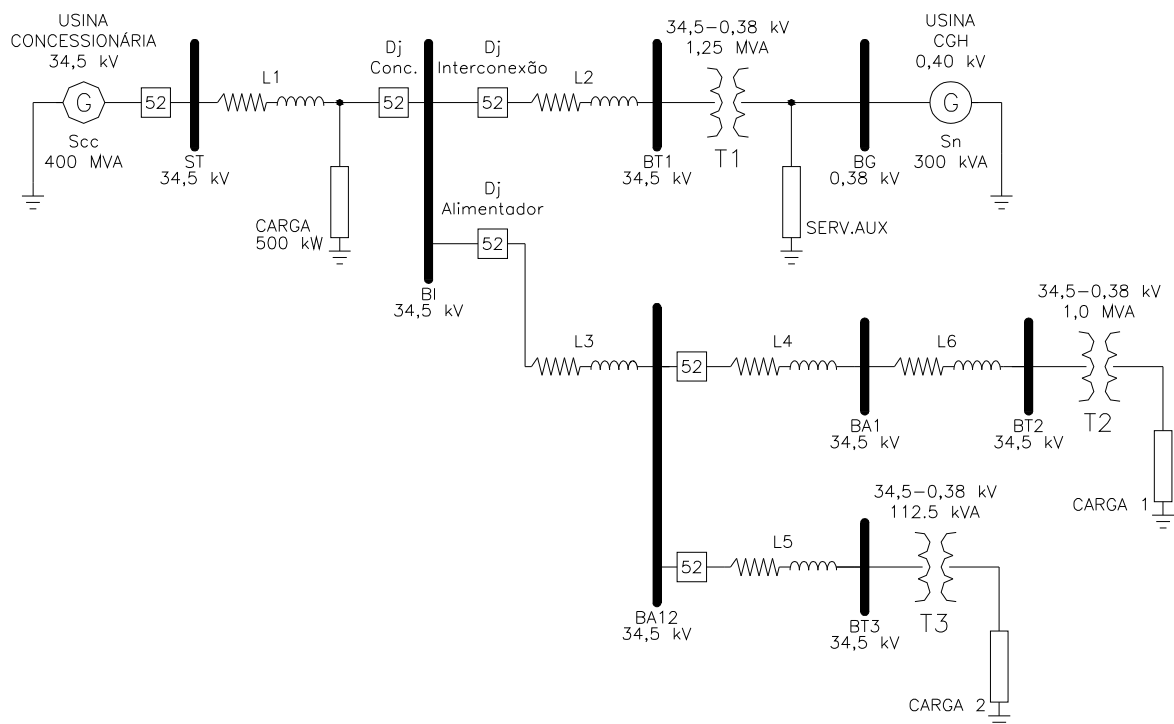 USINA
CONCESSIONÁRIA
34,5 kV
G
Scc
400 MVA
52
ST
34,5 kV
L1
CARGA
500 kW
Dj
Conc.
52
BI
34,5 kV
Dj
Interconexão
52
L2
BT1
34,5 kV
34,5-0,38 kV
1,25 MVA
T1
SERV.AUX
BG
0,38 kV
USINA
CGH
0,40 kV
G
Sn
300 kVA
Dj
Alimentador
52
L3
BA12
34,5 kV
52
L4
BA1
34,5 kV
L6
BT2
34,5 kV
34,5-0,38 kV
1,0 MVA
T2
CARGA 1
52
L5
BT3
34,5 kV
34,5-0,38 kV
112.5 kVA
T3
CARGA 2